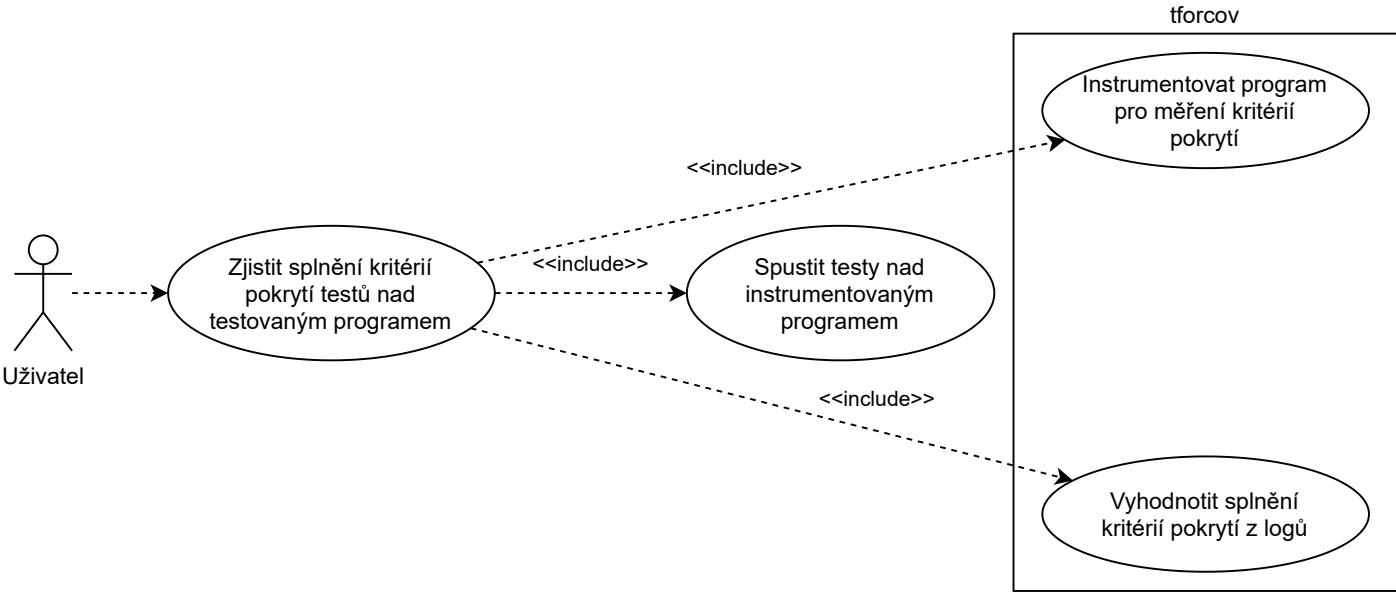 tforcov
Instrumentovat program
pro měření kritérií
pokrytí
<<include>>
Zjistit splnění kritérií
pokrytí testů nad
testovaným programem
<<include>>
Spustit testy nad
instrumentovaným
programem
Uživatel
<<include>>
Vyhodnotit splnění
kritérií pokrytí z logů